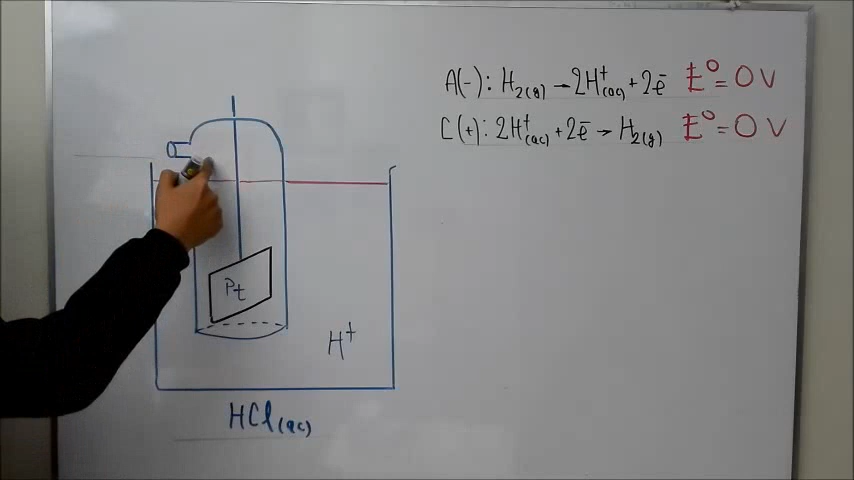 A(-): H₂(g) → 2H⁺(ac) + 2e⁻ E° = 0 V
C(+): 2H⁺(ac) + 2e⁻ → H₂(g) E° = 0 V
Pt
H⁺
HCl(ac)